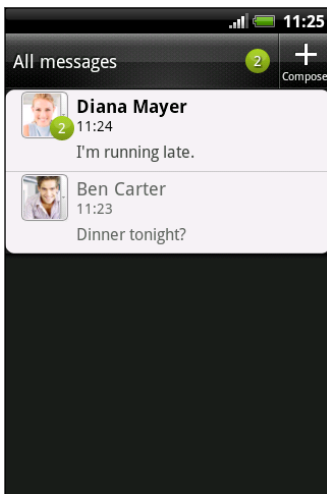 11:25
All messages
2
Compose
Diana Mayer
2
11:24
I'm running late.
Ben Carter
11:23
Dinner tonight?